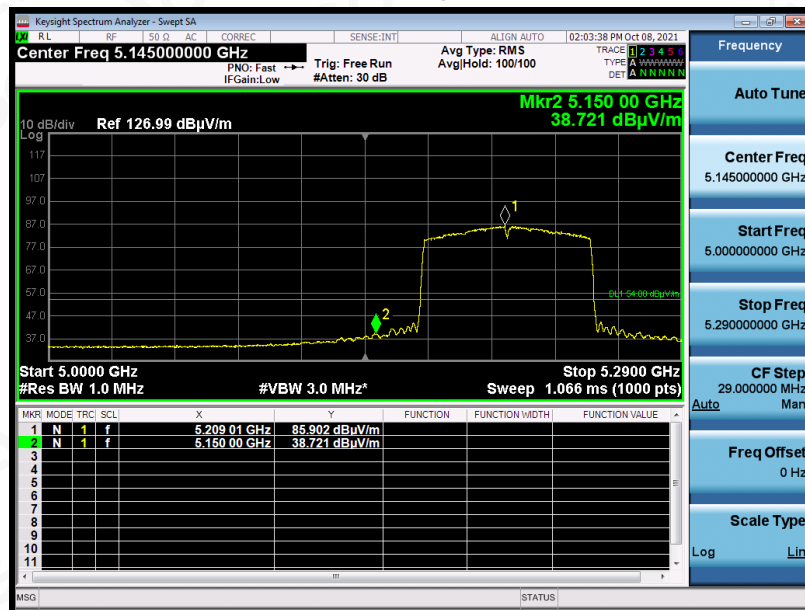 Keysight Spectrum Analyzer - Swept SA
LXI RL RF 50 Ω AC CORREC SENSE:INT ALIGN AUTO 02:03:38 PM Oct 08, 2021
Center Freq 5.145000000 GHz
PNO: Fast
IFGain:Low
Trig: Free Run
#Atten: 30 dB
Avg Type: RMS
Avg|Hold: 100/100
TRACE 1 2 3 4 5 6
TYPE A WWWWW
DET A N N N N N
Mkr2 5.150 00 GHz
38.721 dBµV/m
10 dB/div Ref 126.99 dBµV/m
Log
117
107
97.0
87.0
77.0
67.0
57.0
47.0
37.0
1
2
DL1 54.00 dBµV/m
Start 5.0000 GHz Stop 5.2900 GHz
#Res BW 1.0 MHz #VBW 3.0 MHz* Sweep 1.066 ms (1000 pts)
MKR MODE TRC SCL X Y FUNCTION FUNCTION WIDTH FUNCTION VALUE
1 N 1 f 5.209 01 GHz 85.902 dBµV/m
2 N 1 f 5.150 00 GHz 38.721 dBµV/m
3
4
5
6
7
8
9
10
11
MSG STATUS
Frequency
Auto Tune
Center Freq
5.145000000 GHz
Start Freq
5.000000000 GHz
Stop Freq
5.290000000 GHz
CF Step
29.000000 MHz
Auto Man
Freq Offset
0 Hz
Scale Type
Log Lin